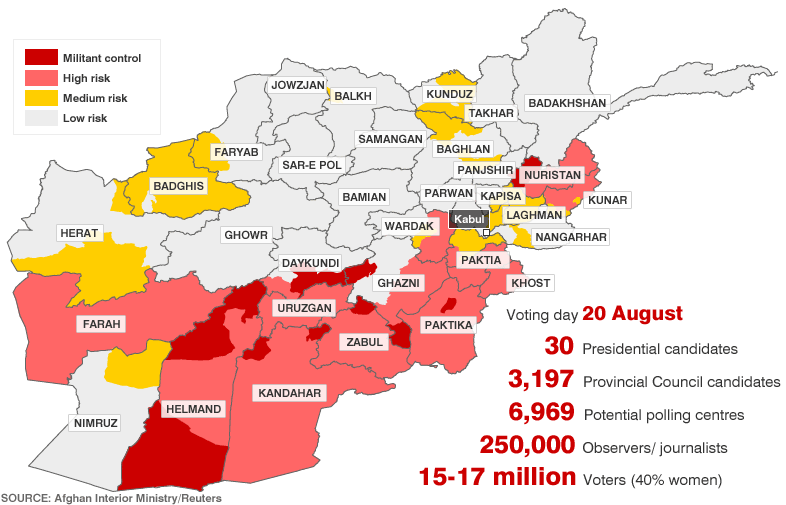 Militant control
High risk
Medium risk
Low risk
JOWZJAN
BALKH
KUNDUZ
TAKHAR
BADAKHSHAN
FARYAB
SAMANGAN
BAGHLAN
SAR-E POL
PANJSHIR
NURISTAN
BADGHIS
BAMIAN
PARWAN
KAPISA
KUNAR
HERAT
GHOWR
WARDAK
Kabul
LAGHMAN
NANGARHAR
DAYKUNDI
PAKTIA
GHAZNI
KHOST
FARAH
URUZGAN
ZABUL
PAKTIKA
KANDAHAR
HELMAND
NIMRUZ
Voting day 20 August
30 Presidential candidates
3,197 Provincial Council candidates
6,969 Potential polling centres
250,000 Observers/ journalists
15-17 million Voters (40% women)
SOURCE: Afghan Interior Ministry/Reuters